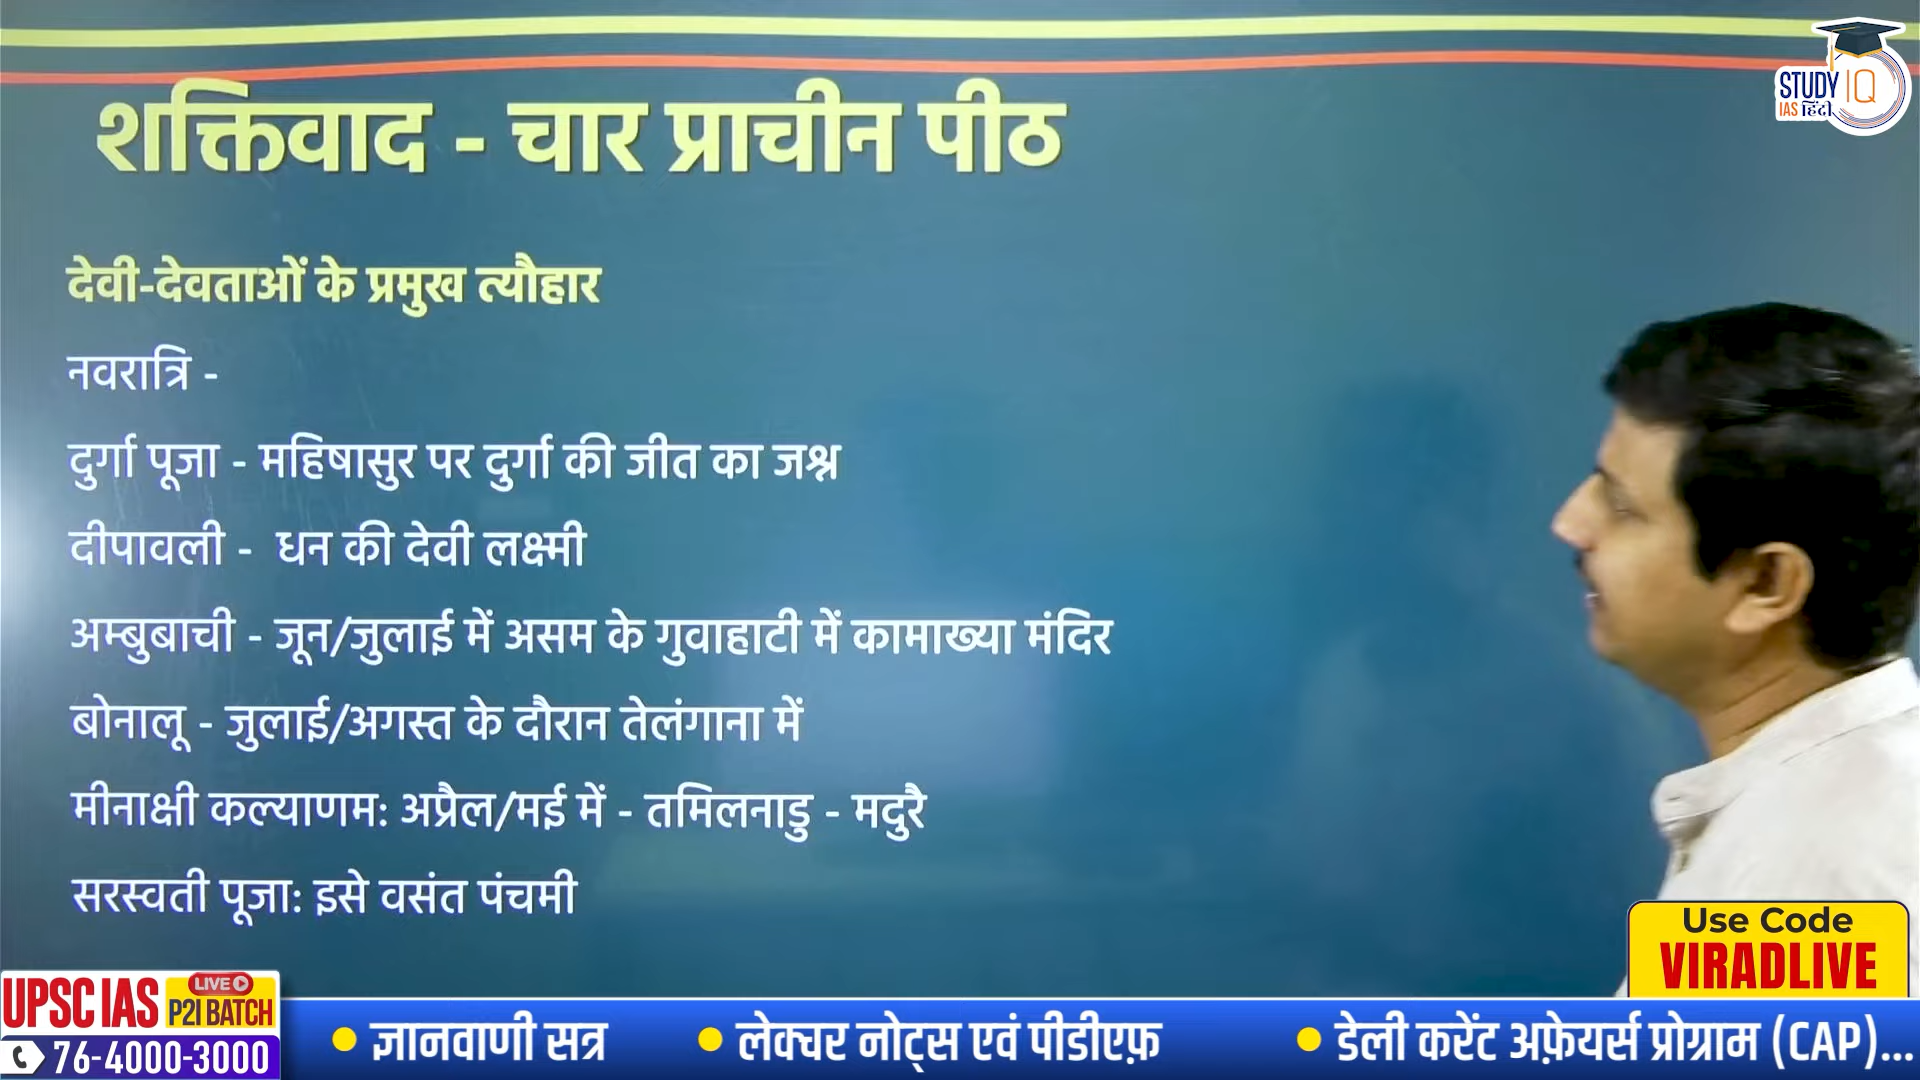 शक्तिवाद - चार प्राचीन पीठ
STUDY IQ
IAS हिंदी
देवी-देवताओं के प्रमुख त्यौहार
नवरात्रि -
दुर्गा पूजा - महिषासुर पर दुर्गा की जीत का जश्न
दीपावली - धन की देवी लक्ष्मी
अम्बुबाची - जून/जुलाई में असम के गुवाहाटी में कामाख्या मंदिर
बोनालू - जुलाई/अगस्त के दौरान तेलंगाना में
मीनाक्षी कल्याणम: अप्रैल/मई में - तमिलनाडु - मदुरै
सरस्वती पूजा: इसे वसंत पंचमी
Use Code
VIRADLIVE
UPSC IAS LIVE P2I BATCH
76-4000-3000
ज्ञानवाणी सत्र
लेक्चर नोट्स एवं पीडीएफ़
डेली करेंट अफ़ेयर्स प्रोग्राम (CAP)...